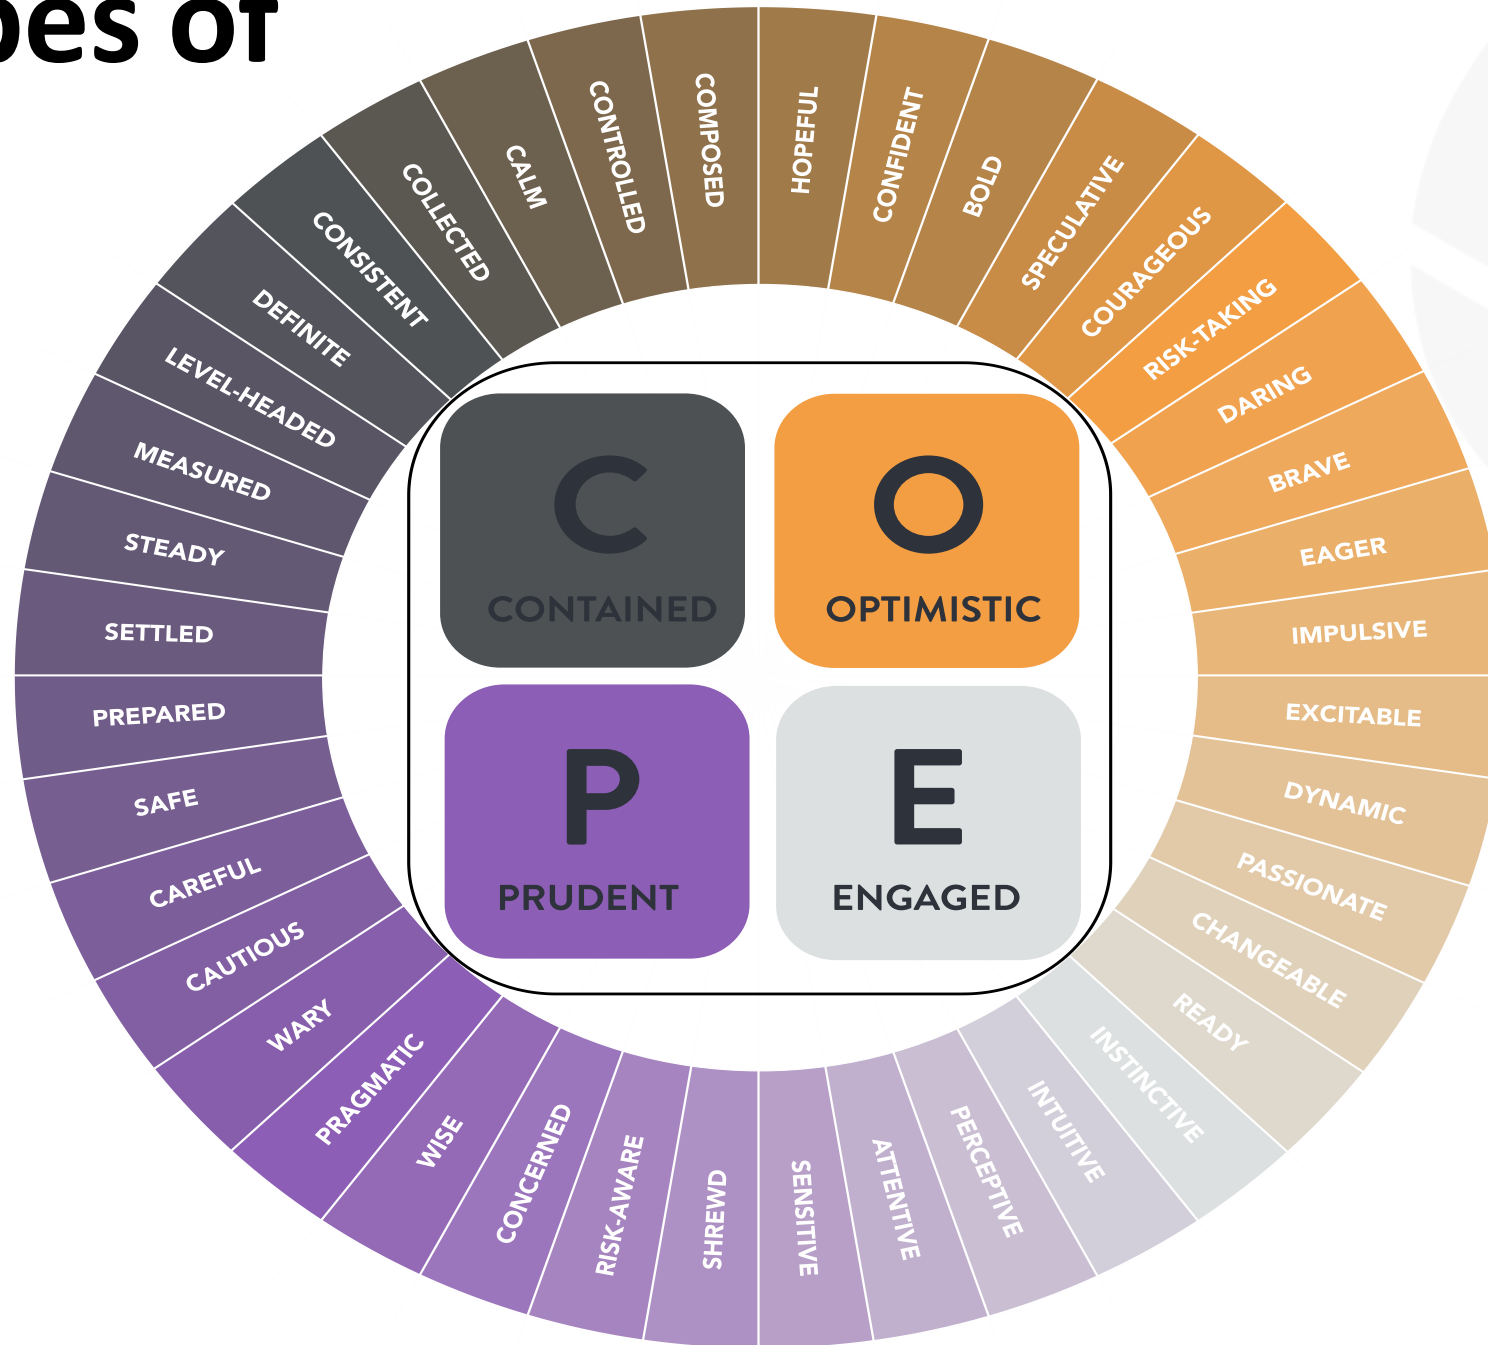 pes of
COMPOSED
HOPEFUL
CONFIDENT
BOLD
SPECULATIVE
COURAGEOUS
RISK-TAKING
DARING
BRAVE
EAGER
IMPULSIVE
EXCITABLE
DYNAMIC
PASSIONATE
CHANGEABLE
READY
INSTINCTIVE
INTUITIVE
PERCEPTIVE
ATTENTIVE
SENSITIVE
SHREWD
RISK-AWARE
CONCERNED
WISE
PRAGMATIC
WARY
CAUTIOUS
CAREFUL
SAFE
PREPARED
SETTLED
STEADY
MEASURED
LEVEL-HEADED
DEFINITE
CONSISTENT
COLLECTED
CALM
CONTROLLED
C
CONTAINED
O
OPTIMISTIC
P
PRUDENT
E
ENGAGED